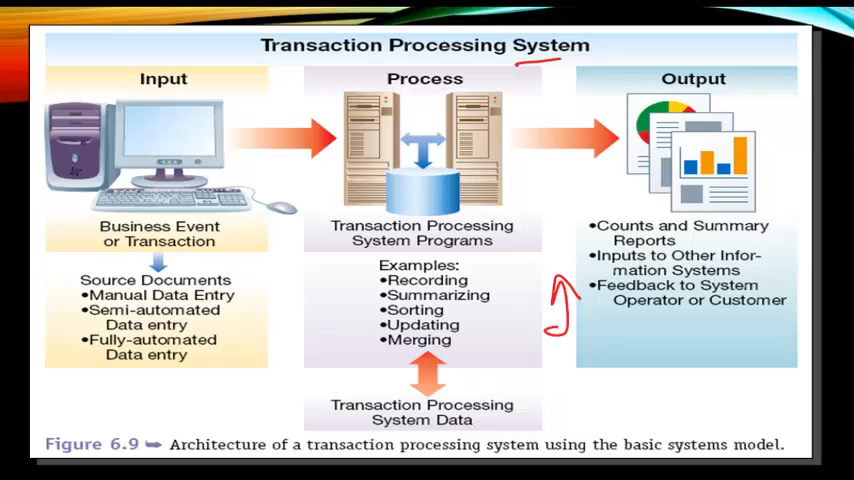 Transaction Processing System
Input
Process
Output
Business Event
or Transaction
Source Documents
•Manual Data Entry
•Semi-automated
Data entry
•Fully-automated
Data entry
Transaction Processing
System Programs
Examples:
•Recording
•Summarizing
•Sorting
•Updating
•Merging
Transaction Processing
System Data
•Counts and Summary
Reports
•Inputs to Other Infor-
mation Systems
•Feedback to System
Operator or Customer
Figure 6.9 ➥ Architecture of a transaction processing system using the basic systems model.